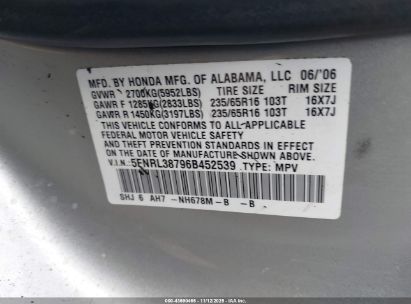 MFD. BY HONDA MFG. OF ALABAMA, LLC 06/'06
GVWR 2700KG(5952LBS) TIRE SIZE RIM SIZE
GAWR F 1285KG(2833LBS) 235/65R16 103T 16X7J
GAWR R 1450KG(3197LBS) 235/65R16 103T 16X7J
THIS VEHICLE CONFORMS TO ALL APPLICABLE
FEDERAL MOTOR VEHICLE SAFETY, BUMPER,
AND THEFT PREVENTION STANDARDS IN EFFECT ON THE
DATE OF MANUFACTURE SHOWN ABOVE.
V.I.N. 5FNRL38796B452539 TYPE: MPV
SHJ 6 AH7 -NH678M-B -B-